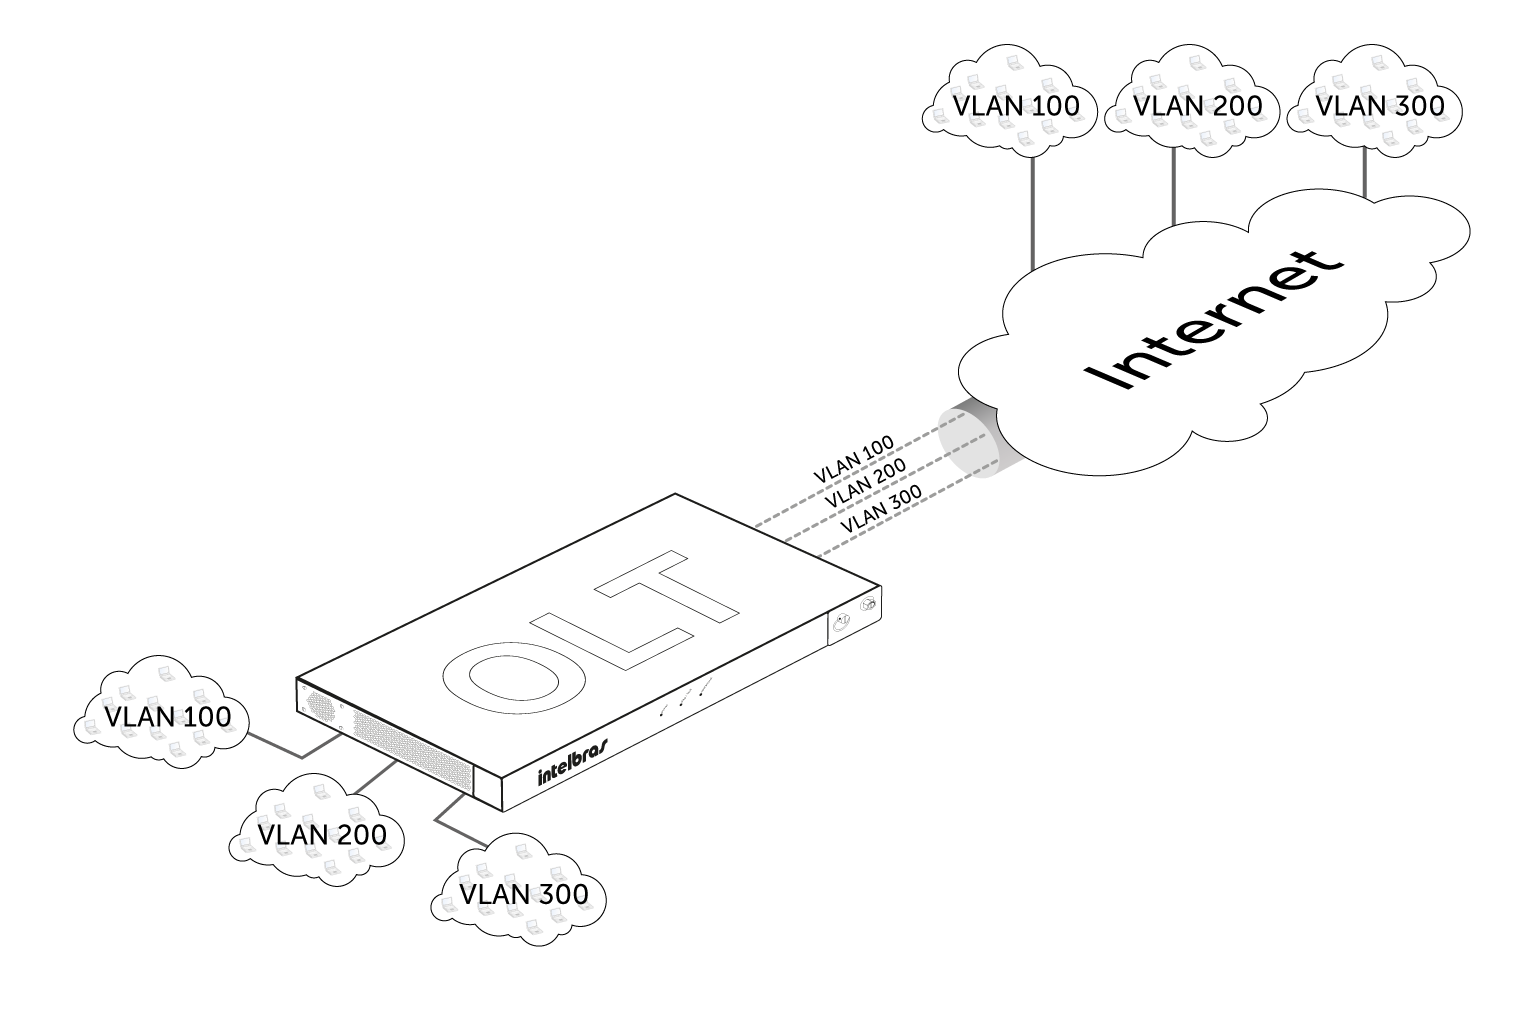 VLAN 100
VLAN 200
VLAN 300
Internet
VLAN 100
VLAN 200
VLAN 300
OLT
intelbras
VLAN 100
VLAN 200
VLAN 300